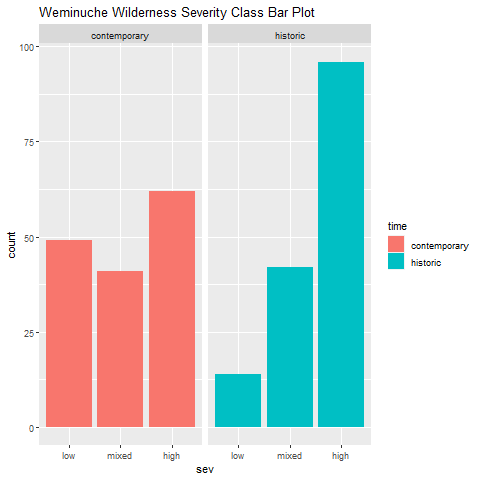 Weminuche Wilderness Severity Class Bar Plot
contemporary historic
100
75
50
25
0
count
low mixed high low mixed high
sev
time
contemporary
historic